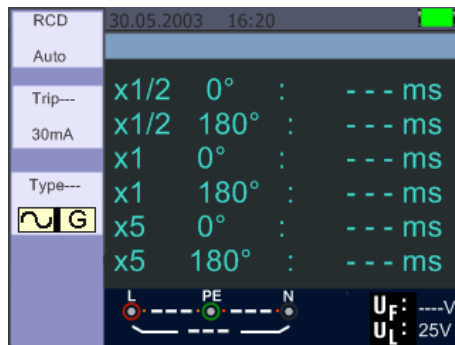 RCD
30.05.2003 16:20
Auto
Trip---
30mA
Type---
G
x1/2 0° : - - - ms
x1/2 180° : - - - ms
x1 0° : - - - ms
x1 180° : - - - ms
x5 0° : - - - ms
x5 180° : - - - ms
L PE N
---
UF: ----V
UL: 25V